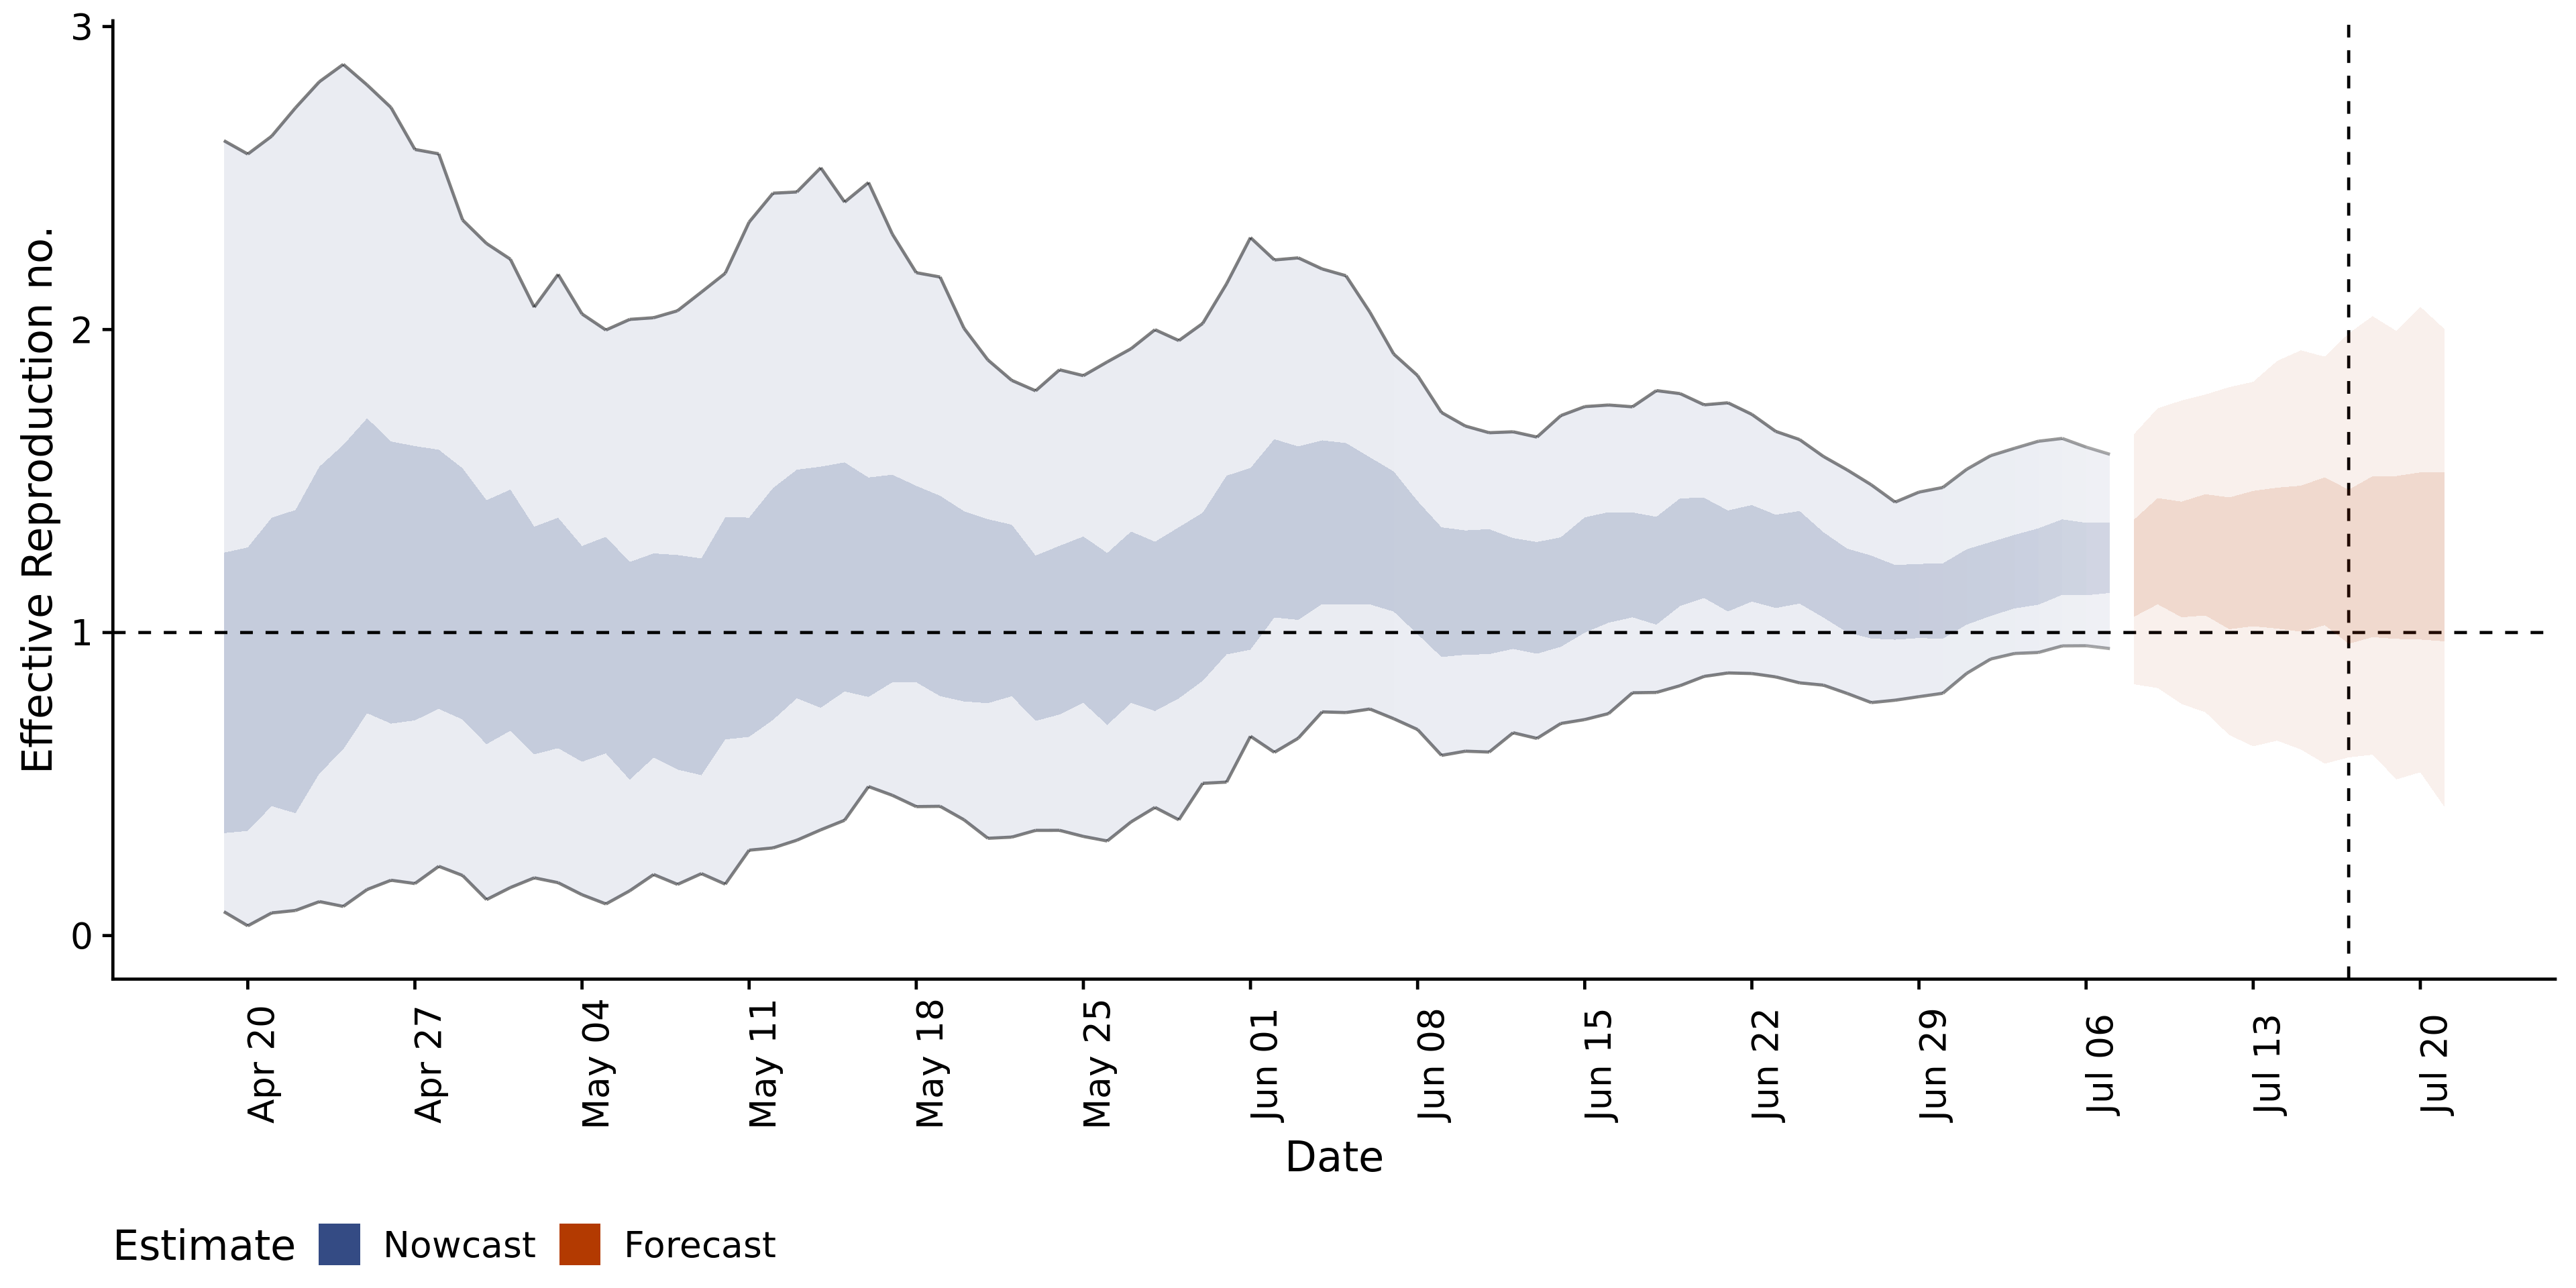 Effective Reproduction no.
3
2
1
0
Apr 20
Apr 27
May 04
May 11
May 18
May 25
Jun 01
Jun 08
Jun 15
Jun 22
Jun 29
Jul 06
Jul 13
Jul 20
Date
Estimate Nowcast Forecast